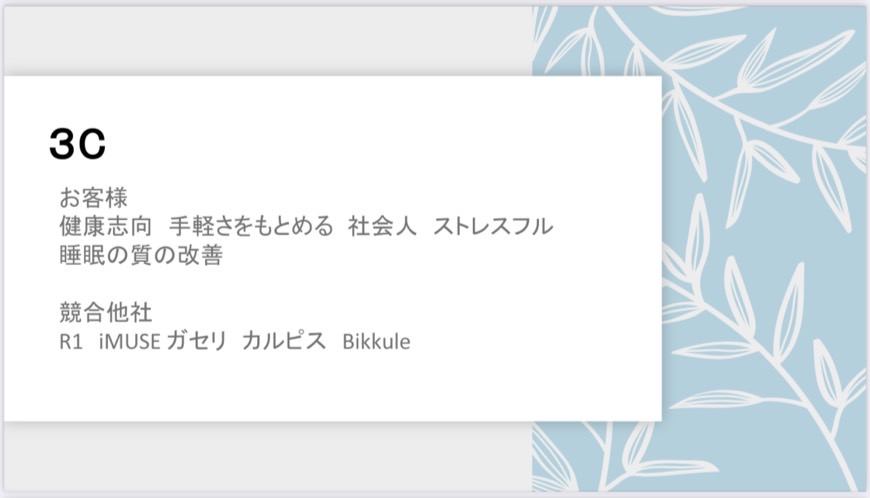 3C
お客様
健康志向　手軽さをもとめる　社会人　ストレスフル
睡眠の質の改善
競合他社
R1　iMUSE ガセリ　カルピス　Bikkule